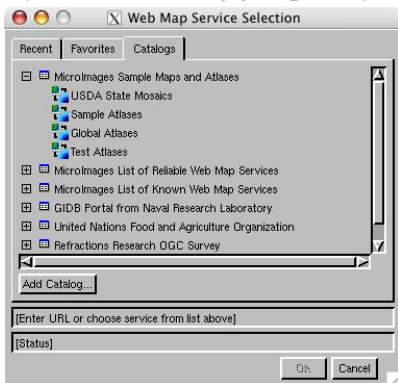 X Web Map Service Selection
Recent Favorites Catalogs
MicroImages Sample Maps and Atlases
USDA State Mosaics
Sample Atlases
Global Atlases
Test Atlases
MicroImages List of Reliable Web Map Services
MicroImages List of Known Web Map Services
GIDB Portal from Naval Research Laboratory
United Nations Food and Agriculture Organization
Refractions Research OGC Survey
Add Catalog...
[Enter URL or choose service from list above]
[Status]
OK Cancel